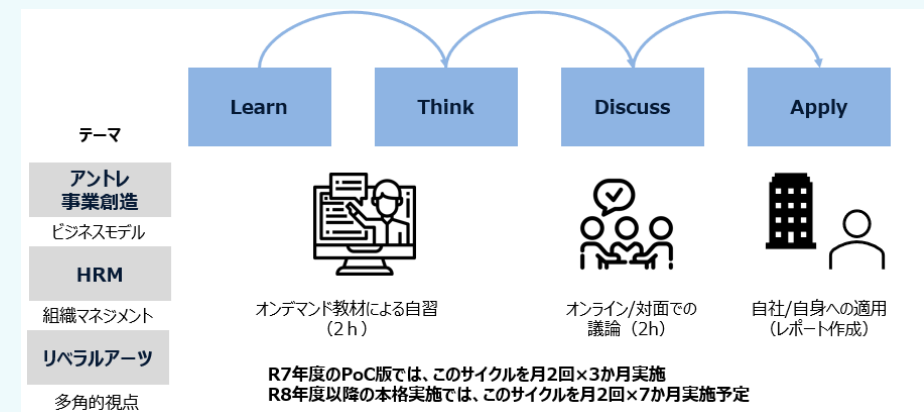 Learn
Think
Discuss
Apply
テーマ
アントレ
事業創造
ビジネスモデル
HRM
組織マネジメント
リベラルアーツ
多角的視点
オンデマンド教材による自習
（2ｈ）
オンライン/対面での
議論（2h）
自社/自身への適用
（レポート作成）
R7年度のPoC版では、このサイクルを月2回×3か月実施
R8年度以降の本格実施では、このサイクルを月2回×7か月実施予定